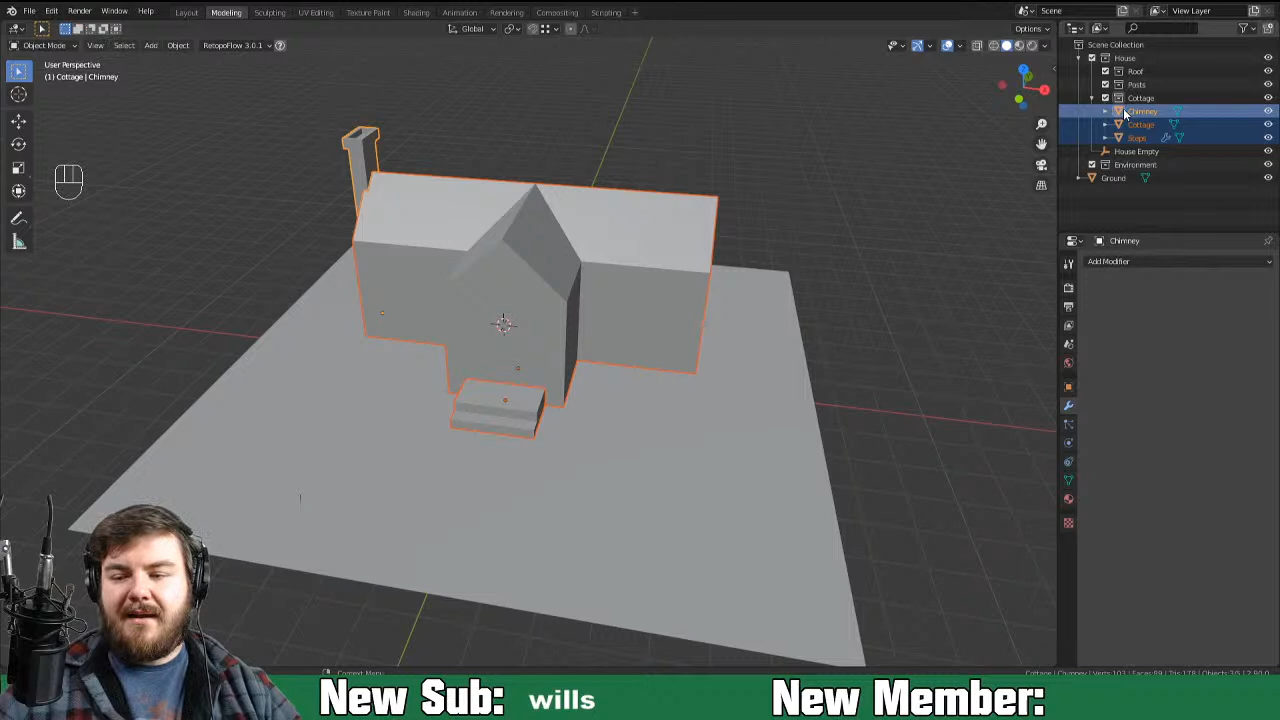 File Edit Render Window Help Layout Modeling Sculpting UV Editing Texture Paint Shading Animation Rendering Compositing Scripting + Scene View Layer
Global Options
Object Mode View Select Add Object RetopoFlow 3.0.1
User Perspective
(1) Cottage | Chimney
Scene Collection
House
Roof
Posts
Cottage
Chimney
Cottage
Steps
House Empty
Environment
Ground
Chimney
Add Modifier
X
Y
Z
Context Menu
New Sub: wills New Member: